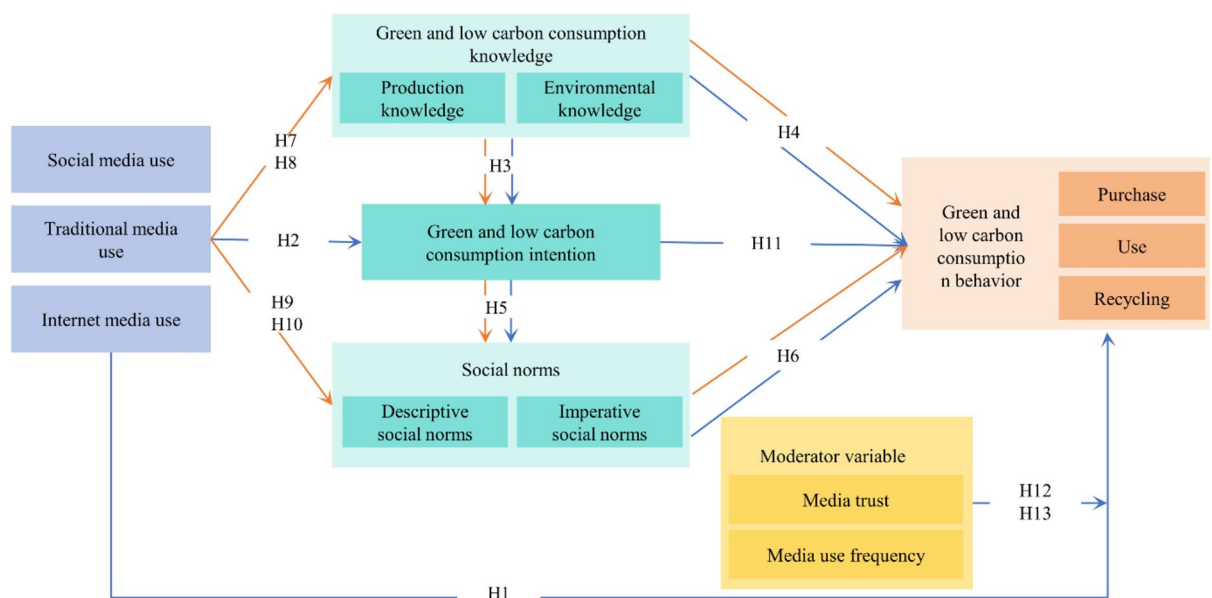 Green and low carbon consumption
knowledge
Production
knowledge
Environmental
knowledge
H7
H8
H3
H4
Social media use
Traditional media
use
Internet media use
H2
Green and low carbon
consumption intention
H11
Green and
low carbon
consumptio
n behavior
Purchase
Use
Recycling
H9
H10
H5
H6
Social norms
Descriptive
social norms
Imperative
social norms
Moderator variable
Media trust
Media use frequency
H12
H13
H1